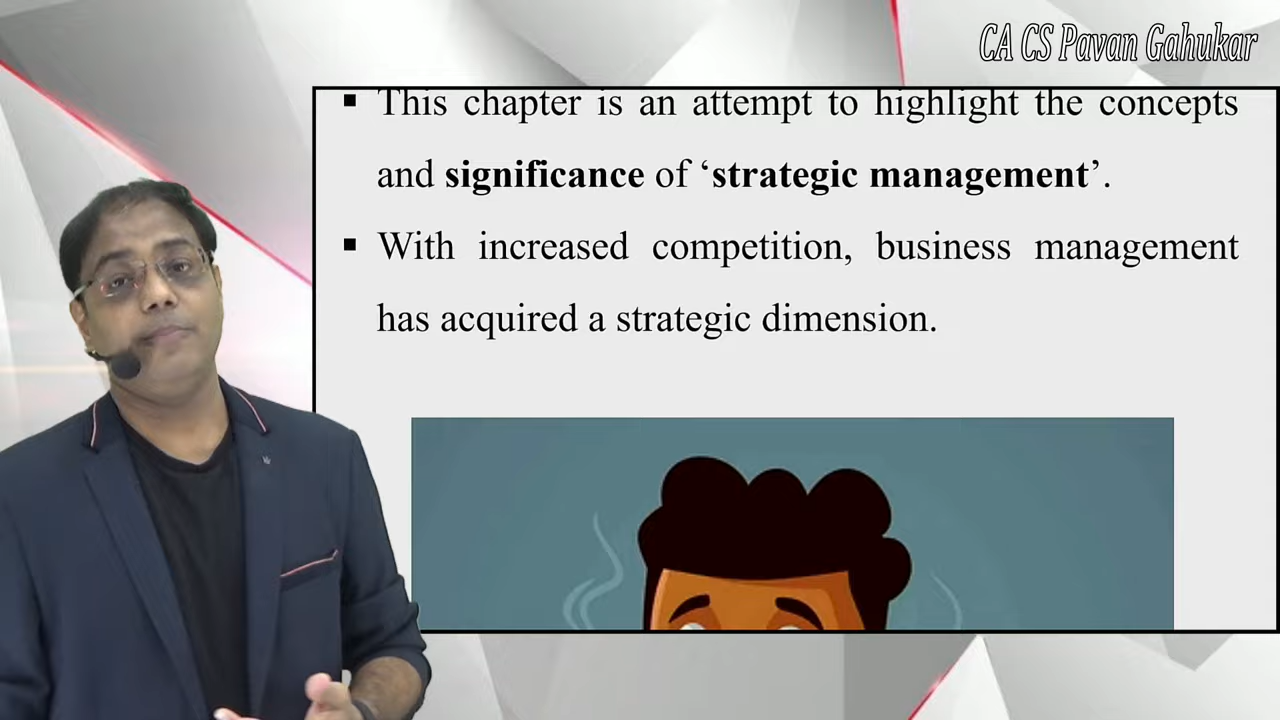 CA CS Pavan Gahukar
▪ This chapter is an attempt to highlight the concepts
and significance of ‘strategic management’.
▪ With increased competition, business management
has acquired a strategic dimension.